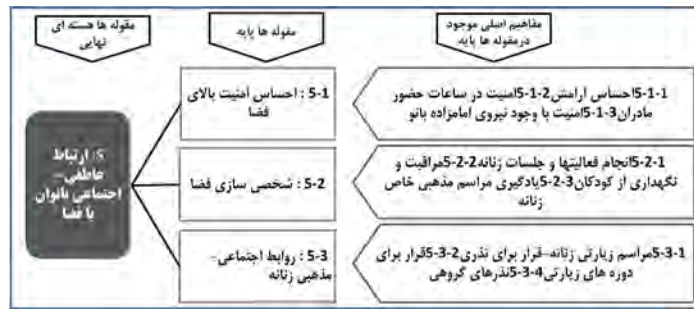 مفاهیم اصلی موجود
درمقوله ها پایه
مقوله ها پایه
مقوله ها هسته ای
نهایی
5-1-1احساس ارامش5-1-2امنیت در ساعات حضور
مادران5-1-3امنیت با وجود نیروی امامزاده بانو
5-1 : احساس امنیت بالای
فضا
5-2-1انجام فعالیتها و جلسات زنانه5-2-2مراقبت و
نگهداری از کودکان5-2-3یادگیری مراسم مذهبی خاص
زنانه
5-2 : شخصی سازی فضا
5-3-1مراسم زیارتی زنانه–قرار برای نذری5-3-2قرار برای
دوره های زیارتی5-3-4نذرهای گروهی
5-3 : روابط اجتماعی–
مذهبی زنانه
5: ارتباط
عاطفی–
اجتماعی بانوان
با فضا